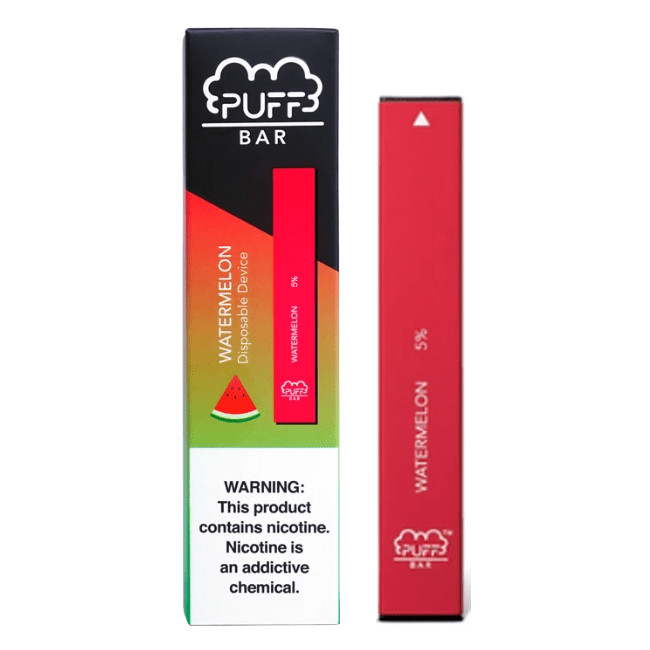 PUFF
BAR
WATERMELON
Disposable Device
WATERMELON 5%
PUFF
BAR
WARNING:
This product
contains nicotine.
Nicotine is
an addictive
chemical.
WATERMELON 5%
PUFF™
BAR